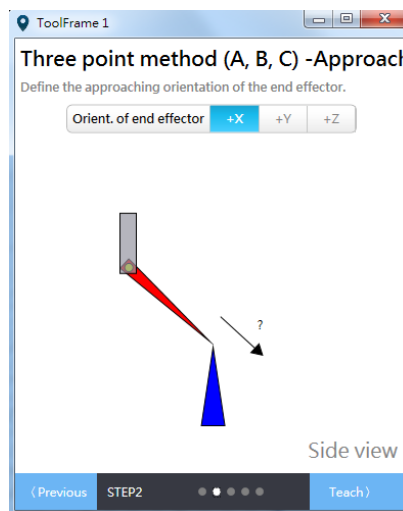 ToolFrame 1
Three point method (A, B, C) -Approach
Define the approaching orientation of the end effector.
Orient. of end effector +X +Y +Z
?
Side view
〈Previous STEP2 Teach〉